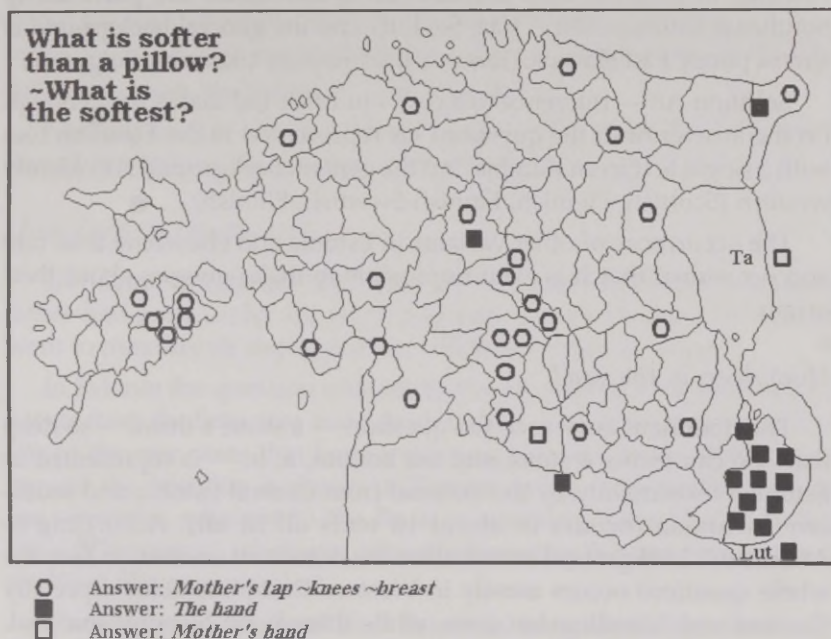 What is softer
than a pillow?
~What is
the softest?
Ta
Lut
Answer: Mother's lap ~knees ~breast
Answer: The hand
Answer: Mother's hand